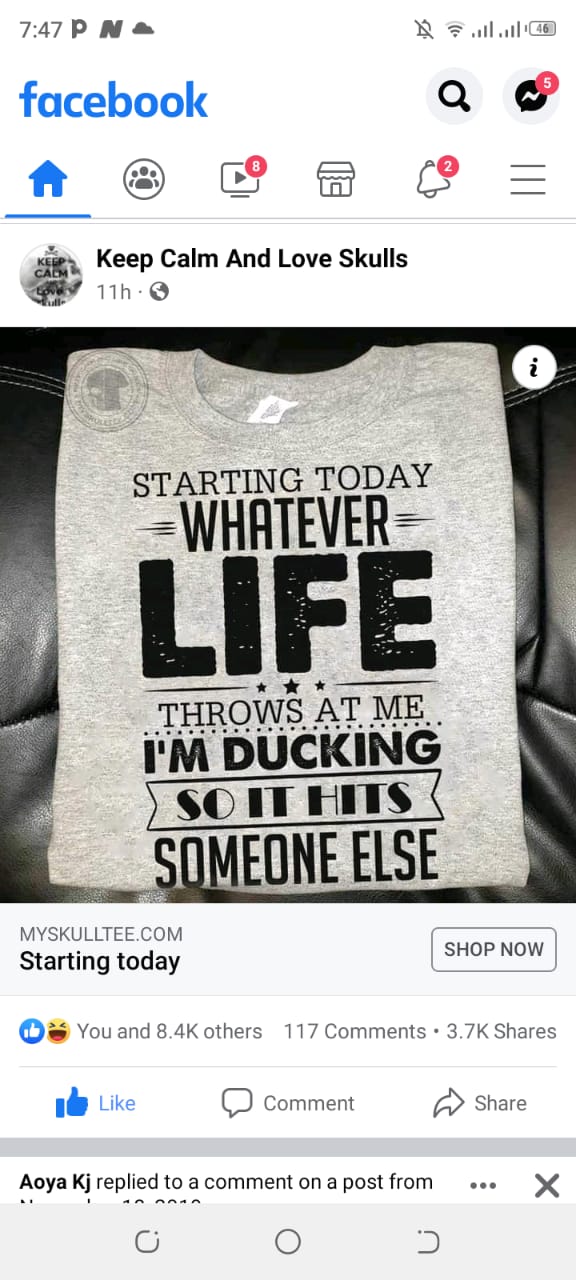 7:47
46
facebook
5
8
2
KEEP
CALM
Love
Keep Calm And Love Skulls
11h ·
i
STARTING TODAY
WHATEVER
LIFE
THROWS AT ME
I'M DUCKING
SO IT HITS
SOMEONE ELSE
MYSKULLTEE.COM
Starting today
SHOP NOW
You and 8.4K others 117 Comments • 3.7K Shares
Like Comment Share
Aoya Kj replied to a comment on a post from